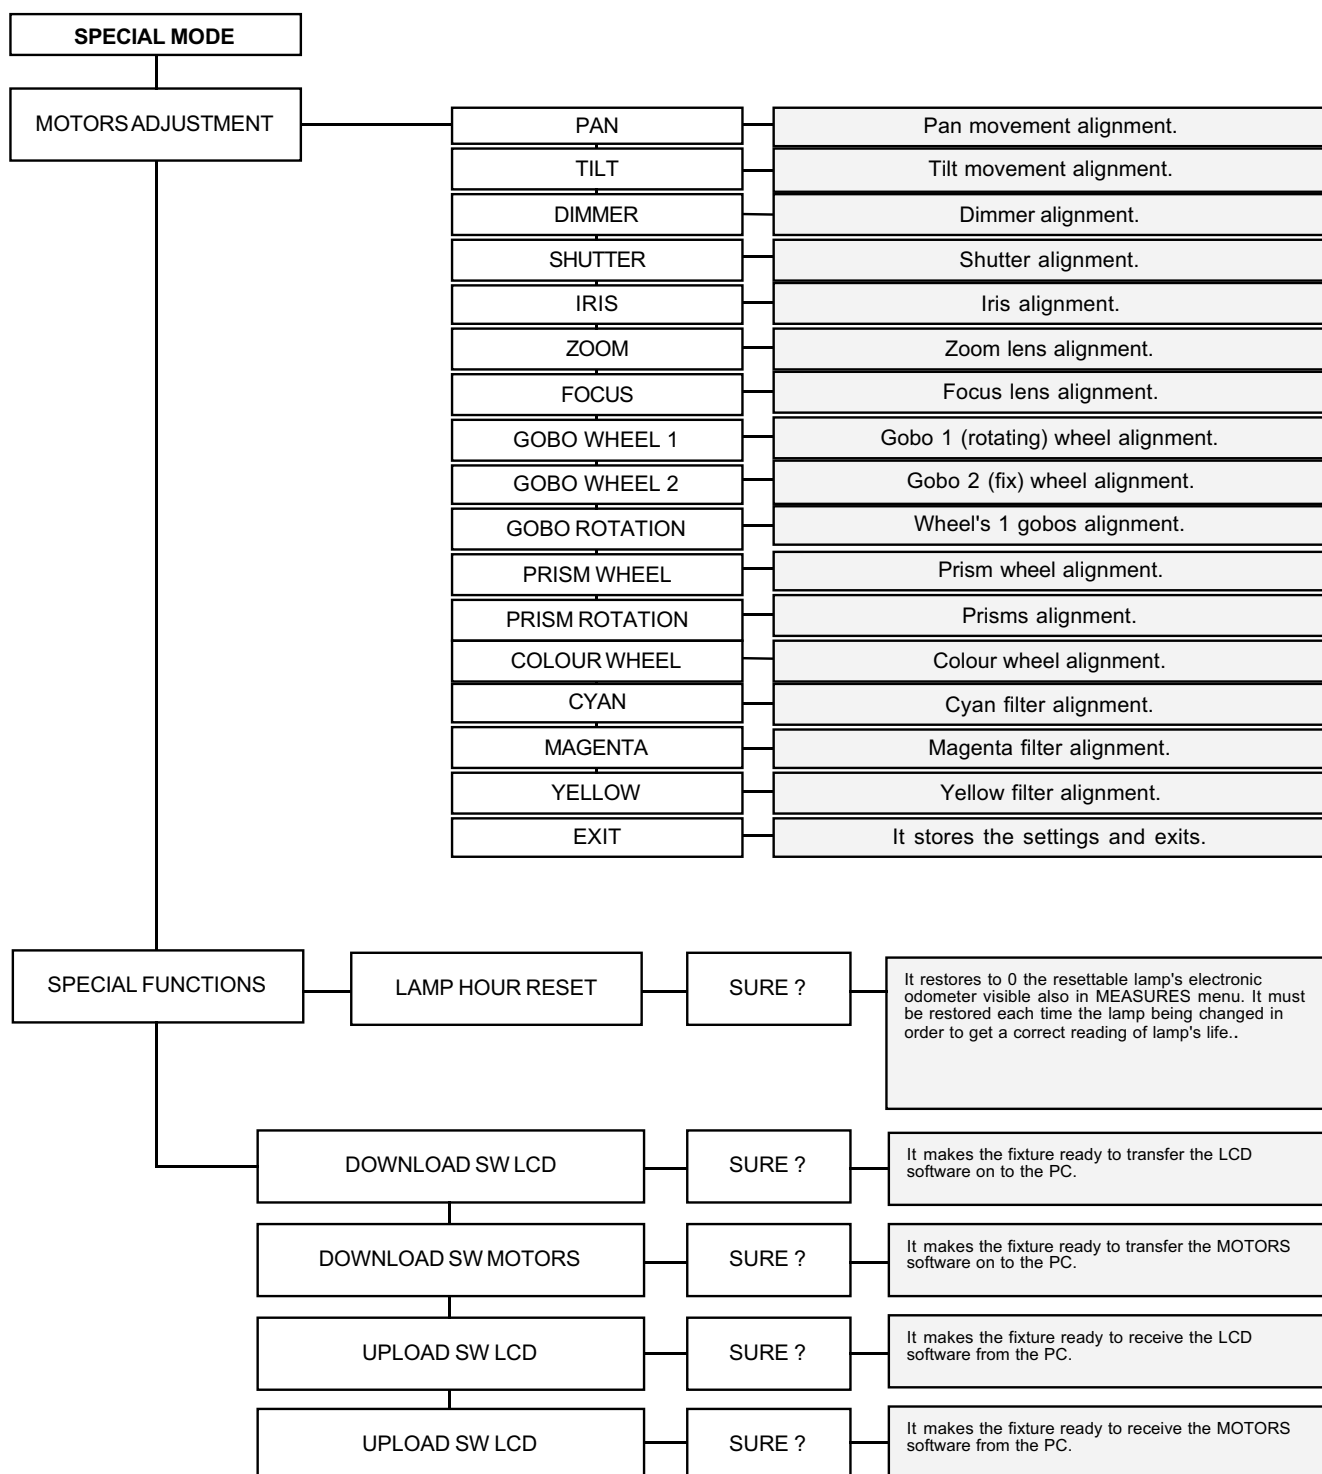 SPECIAL MODE
MOTORS ADJUSTMENT
PAN
Pan movement alignment.
TILT
Tilt movement alignment.
DIMMER
Dimmer alignment.
SHUTTER
Shutter alignment.
IRIS
Iris alignment.
ZOOM
Zoom lens alignment.
FOCUS
Focus lens alignment.
GOBO WHEEL 1
Gobo 1 (rotating) wheel alignment.
GOBO WHEEL 2
Gobo 2 (fix) wheel alignment.
GOBO ROTATION
Wheel's 1 gobos alignment.
PRISM WHEEL
Prism wheel alignment.
PRISM ROTATION
Prisms alignment.
COLOUR WHEEL
Colour wheel alignment.
CYAN
Cyan filter alignment.
MAGENTA
Magenta filter alignment.
YELLOW
Yellow filter alignment.
EXIT
It stores the settings and exits.
SPECIAL FUNCTIONS
LAMP HOUR RESET
SURE ?
It restores to 0 the resettable lamp's electronic
odometer visible also in MEASURES menu. It must
be restored each time the lamp being changed in
order to get a correct reading of lamp's life..
DOWNLOAD SW LCD
SURE ?
It makes the fixture ready to transfer the LCD
software on to the PC.
DOWNLOAD SW MOTORS
SURE ?
It makes the fixture ready to transfer the MOTORS
software on to the PC.
UPLOAD SW LCD
SURE ?
It makes the fixture ready to receive the LCD
software from the PC.
UPLOAD SW LCD
SURE ?
It makes the fixture ready to receive the MOTORS
software from the PC.